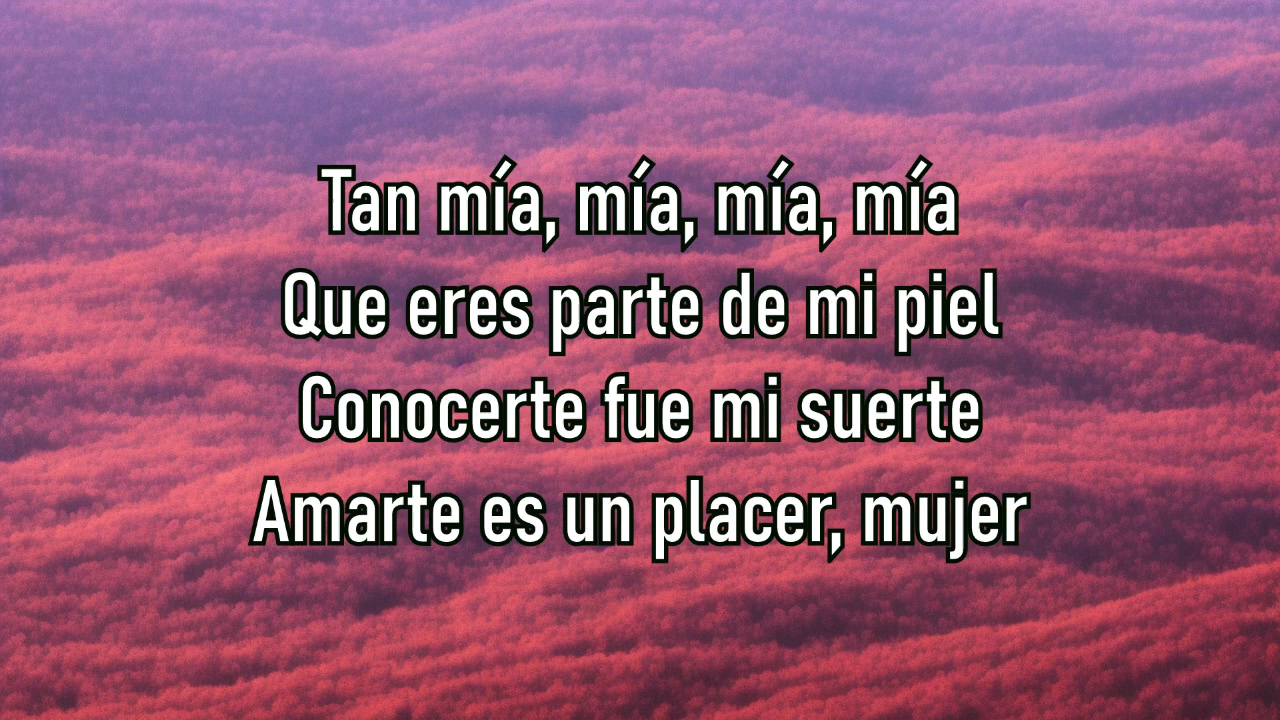 Tan mía, mía, mía, mía
Que eres parte de mi piel
Conocerte fue mi suerte
Amarte es un placer, mujer